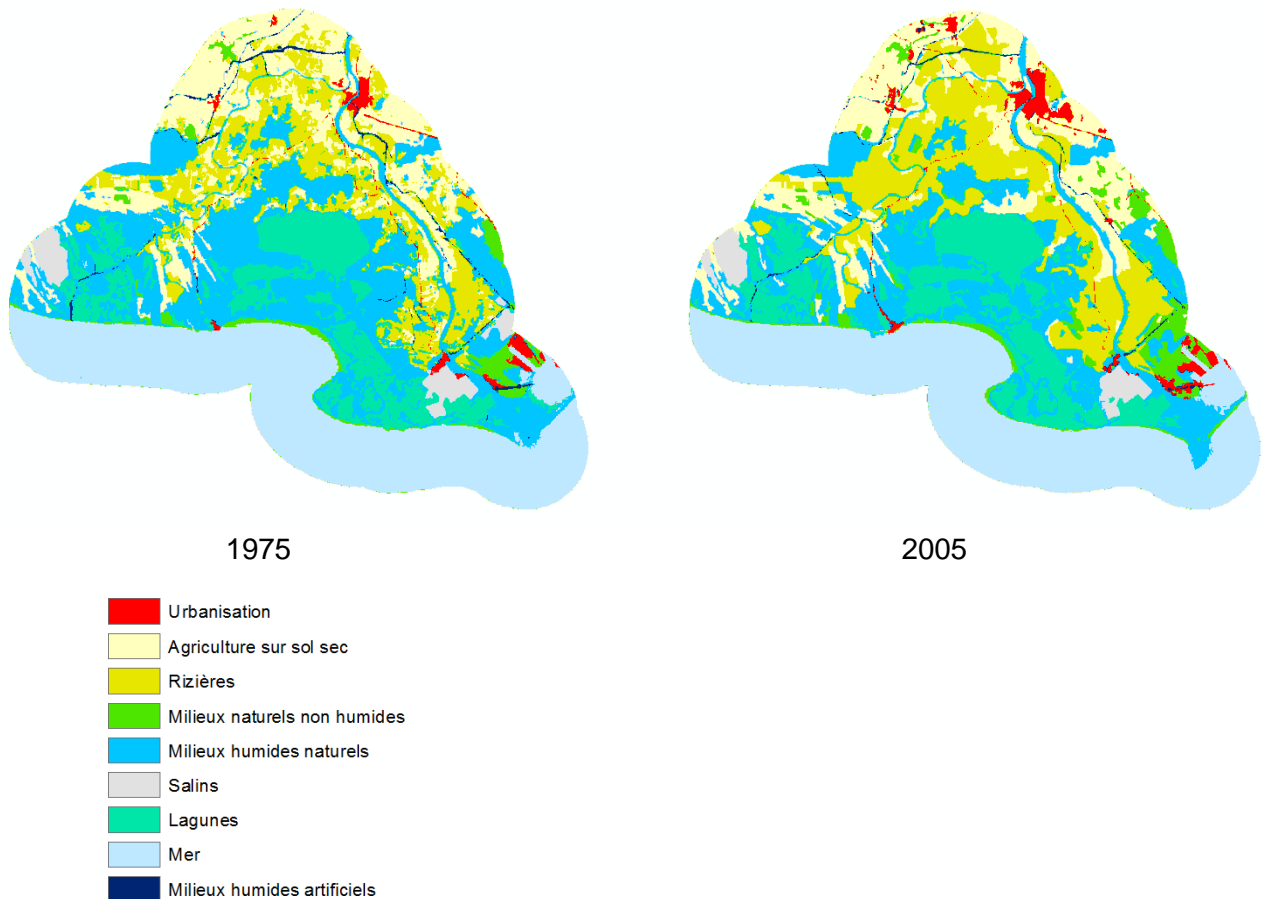 1975
2005
Urbanisation
Agriculture sur sol sec
Rizières
Milieux naturels non humides
Milieux humides naturels
Salins
Lagunes
Mer
Milieux humides artificiels